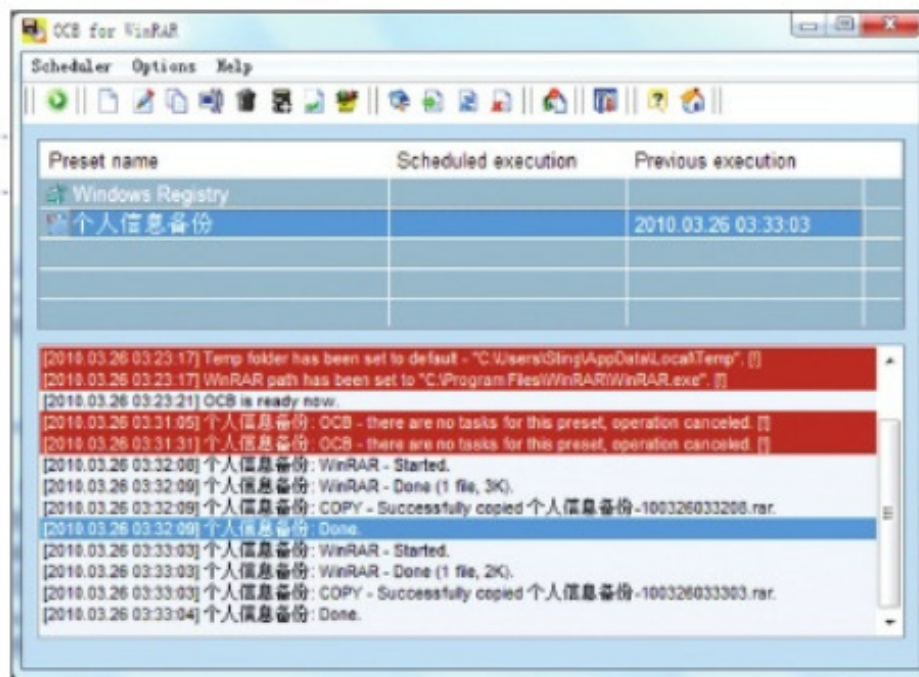 OCB for WinRAR
Scheduler Options Help
Preset name Scheduled execution Previous execution
Windows Registry
个人信息备份 2010.03.26 03:33:03
[2010.03.26 03:23:17] Temp folder has been set to default - "C:\Users\Sting\AppData\Local\Temp". [!]
[2010.03.26 03:23:17] WinRAR path has been set to "C:\Program Files\WinRAR\WinRAR.exe". [!]
[2010.03.26 03:23:21] OCB is ready now.
[2010.03.26 03:31:05] 个人信息备份: OCB - there are no tasks for this preset, operation canceled. [!]
[2010.03.26 03:31:31] 个人信息备份: OCB - there are no tasks for this preset, operation canceled. [!]
[2010.03.26 03:32:08] 个人信息备份: WinRAR - Started.
[2010.03.26 03:32:09] 个人信息备份: WinRAR - Done (1 file, 3K).
[2010.03.26 03:32:09] 个人信息备份: COPY - Successfully copied 个人信息备份-100326033208.rar.
[2010.03.26 03:32:09] 个人信息备份: Done.
[2010.03.26 03:33:03] 个人信息备份: WinRAR - Started.
[2010.03.26 03:33:03] 个人信息备份: WinRAR - Done (1 file, 2K).
[2010.03.26 03:33:03] 个人信息备份: COPY - Successfully copied 个人信息备份-100326033303.rar.
[2010.03.26 03:33:04] 个人信息备份: Done.